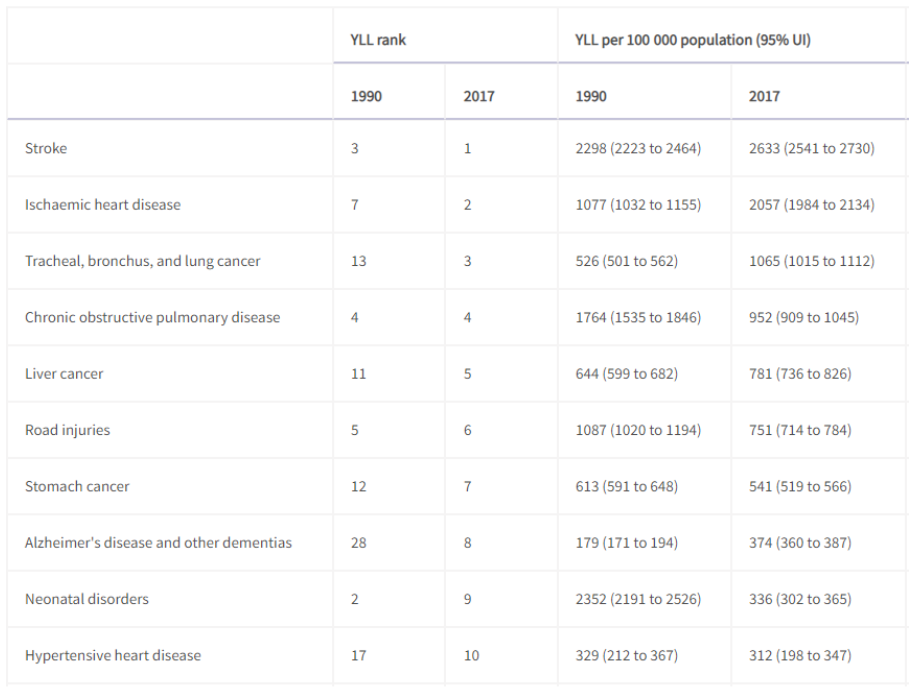 YLL rank YLL per 100 000 population (95% UI)
1990 2017 1990 2017
Stroke 3 1 2298 (2223 to 2464) 2633 (2541 to 2730)
Ischaemic heart disease 7 2 1077 (1032 to 1155) 2057 (1984 to 2134)
Tracheal, bronchus, and lung cancer 13 3 526 (501 to 562) 1065 (1015 to 1112)
Chronic obstructive pulmonary disease 4 4 1764 (1535 to 1846) 952 (909 to 1045)
Liver cancer 11 5 644 (599 to 682) 781 (736 to 826)
Road injuries 5 6 1087 (1020 to 1194) 751 (714 to 784)
Stomach cancer 12 7 613 (591 to 648) 541 (519 to 566)
Alzheimer's disease and other dementias 28 8 179 (171 to 194) 374 (360 to 387)
Neonatal disorders 2 9 2352 (2191 to 2526) 336 (302 to 365)
Hypertensive heart disease 17 10 329 (212 to 367) 312 (198 to 347)